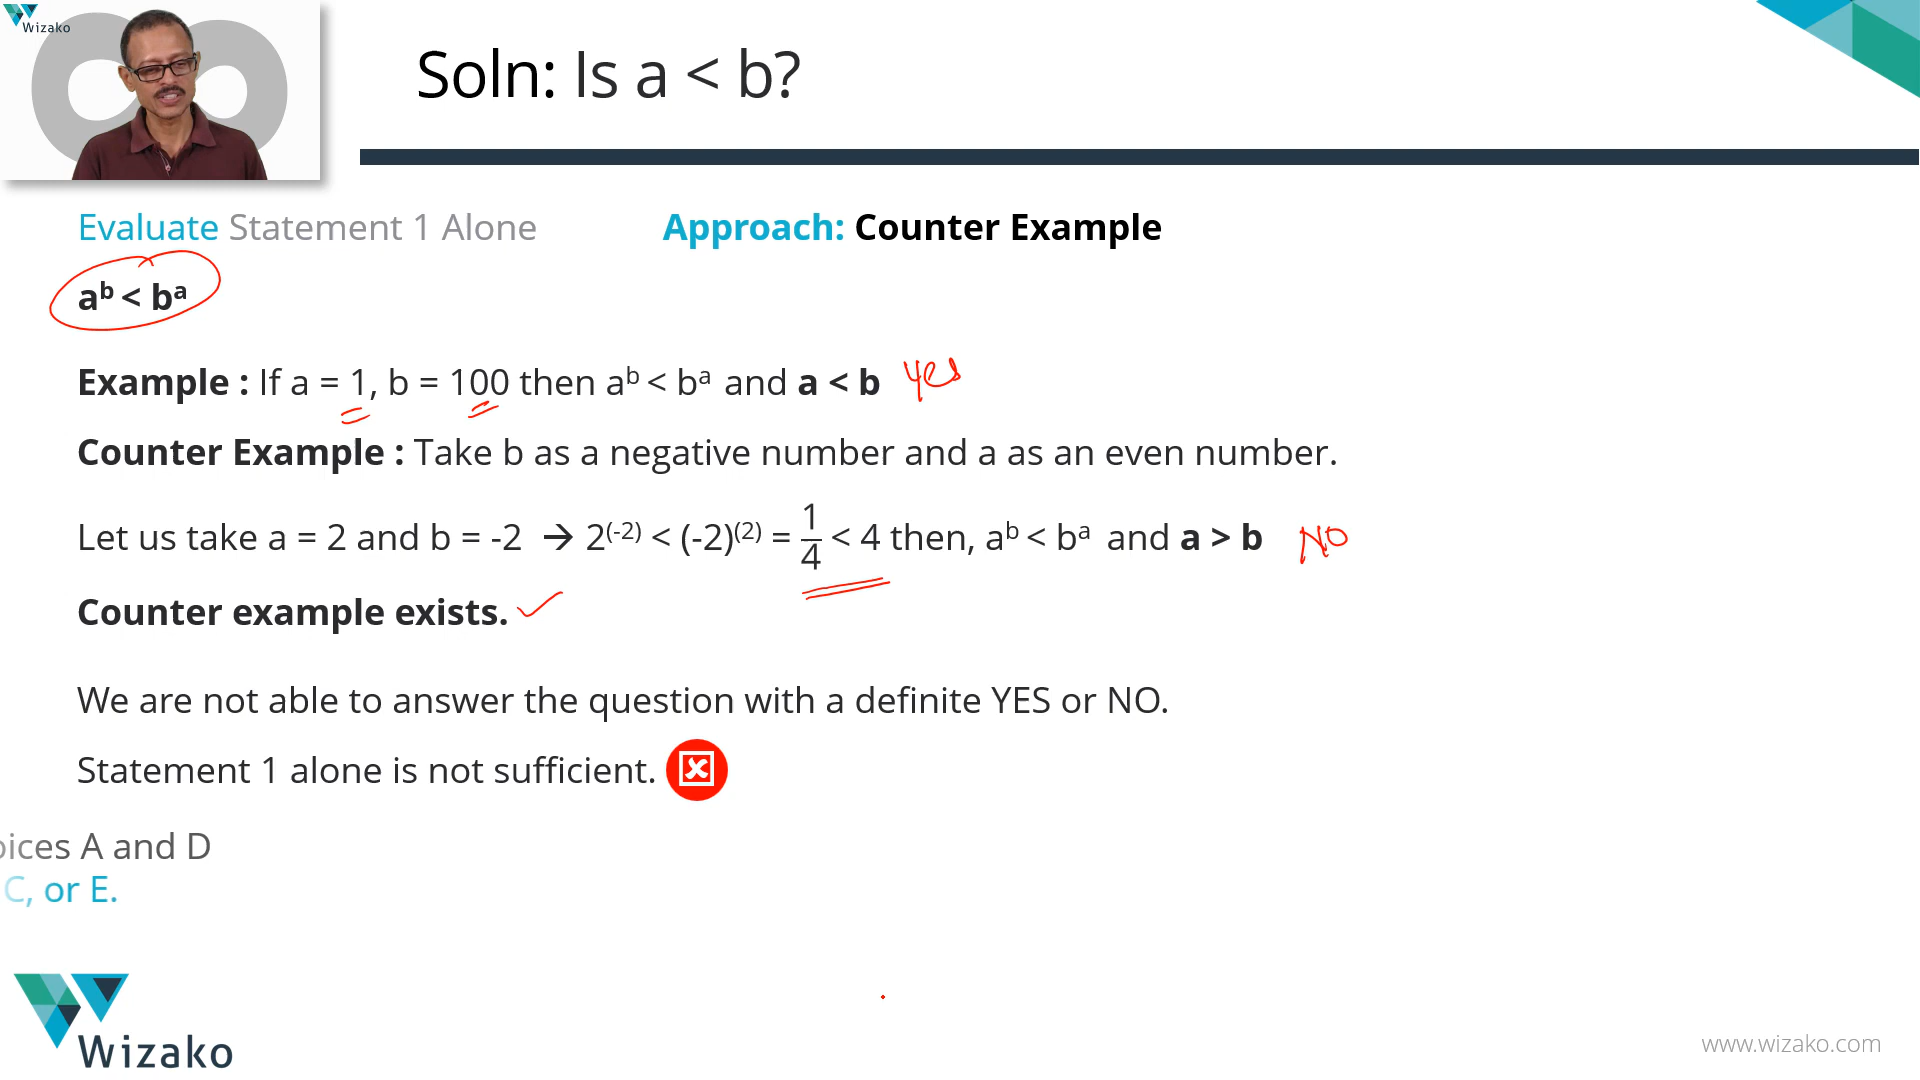 Wizako
Soln: Is a < b?
Evaluate Statement 1 Alone
Approach: Counter Example
aᵇ < bᵃ
Example : If a = 1, b = 100 then aᵇ < bᵃ and a < b yes
Counter Example : Take b as a negative number and a as an even number.
Let us take a = 2 and b = -2 → 2⁽⁻²⁾ < (-2)⁽²⁾ = 1/4 < 4 then, aᵇ < bᵃ and a > b NO
Counter example exists.
We are not able to answer the question with a definite YES or NO.
Statement 1 alone is not sufficient.
oices A and D
C, or E.
Wizako
www.wizako.com